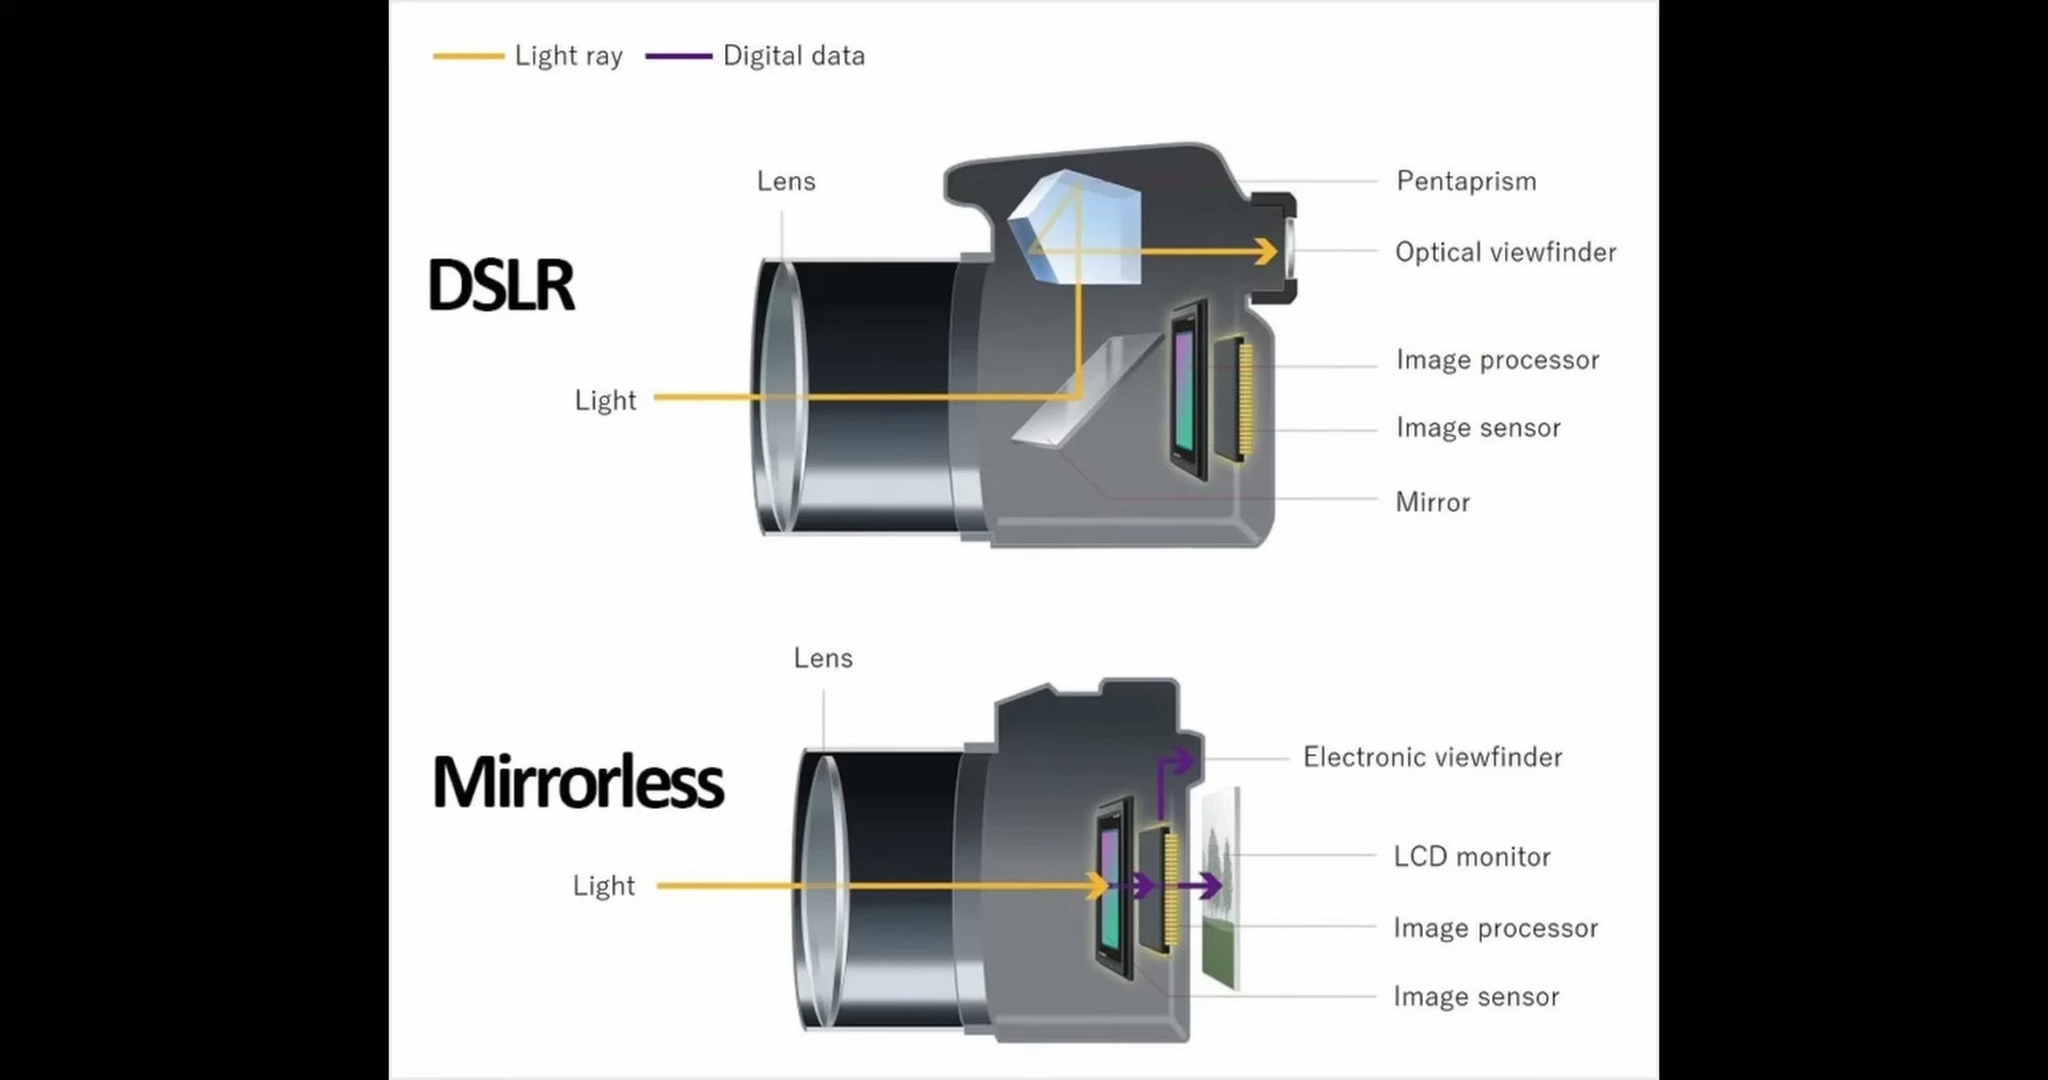 Light ray
Digital data
Lens
Pentaprism
Optical viewfinder
DSLR
Image processor
Light
Image sensor
Mirror
Lens
Electronic viewfinder
Mirrorless
LCD monitor
Light
Image processor
Image sensor